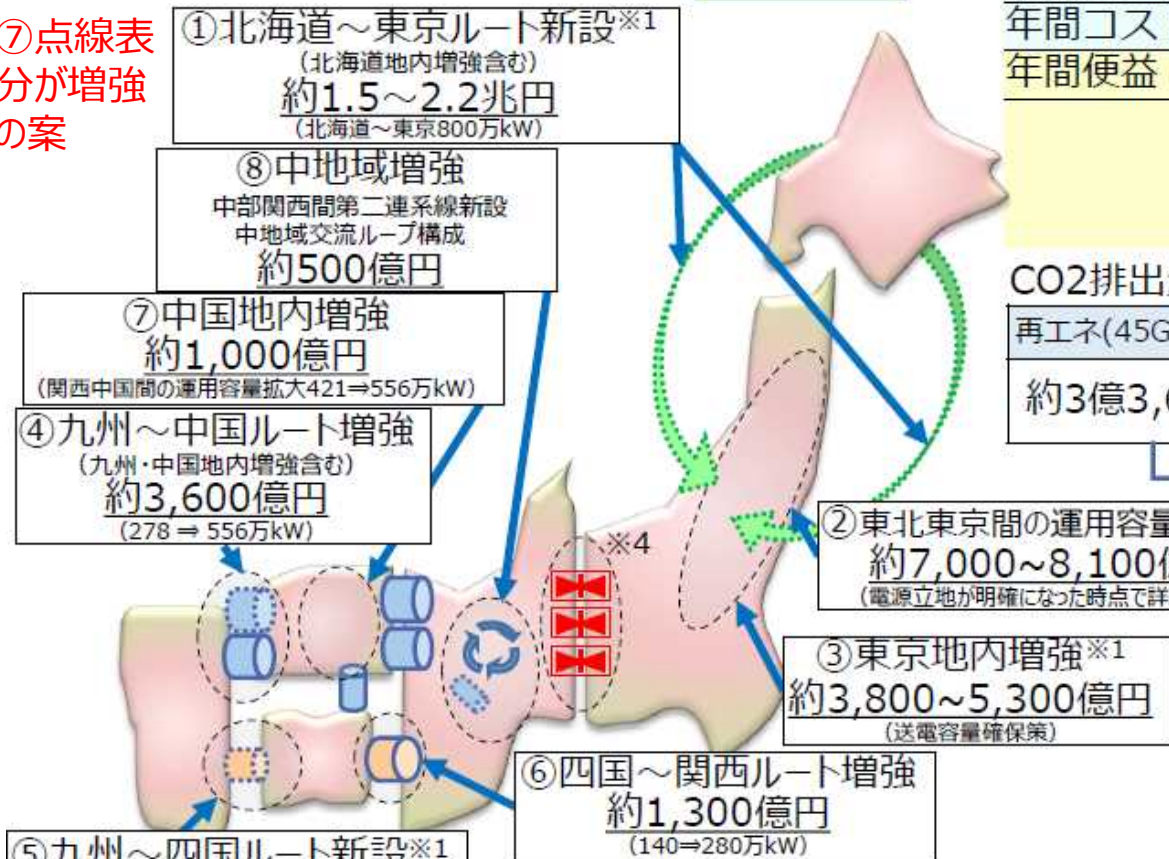 ⑦点線表
分が増強
の案
①北海道～東京ルート新設※1
(北海道地内増強含む)
約1.5～2.2兆円
(北海道～東京800万kW)
⑧中地域増強
中部関西間第二連系線新設
中地域交流ループ構成
約500億円
⑦中国地内増強
約1,000億円
(関西中国間の運用容量拡大421⇒556万kW)
④九州～中国ルート増強
(九州・中国地内増強含む)
約3,600億円
(278 ⇒ 556万kW)
※4
年間コス
年間便益
CO2排出
再エネ(45G
約3億3,
②東北東京間の運用容量
約7,000~8,100億
(電源立地が明確になった時点で詳
③東京地内増強※1
約3,800~5,300億円
(送電容量確保策)
⑥四国～関西ルート増強
約1,300億円
(140⇒280万kW)
⑤九州～四国ルート新設※1